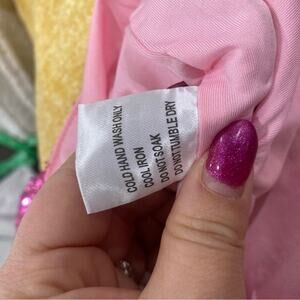 COLD HAND WASH ONLY
COOL IRON
DO NOT SOAK
DO NOT TUMBLE DRY